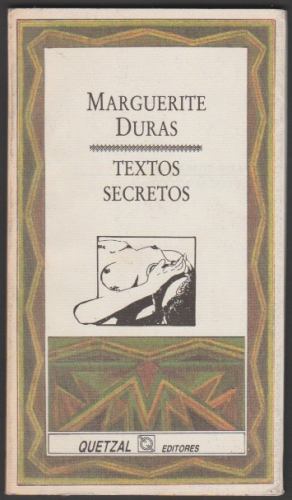 MARGUERITE
DURAS
TEXTOS
SECRETOS
QUETZAL Q EDITORES